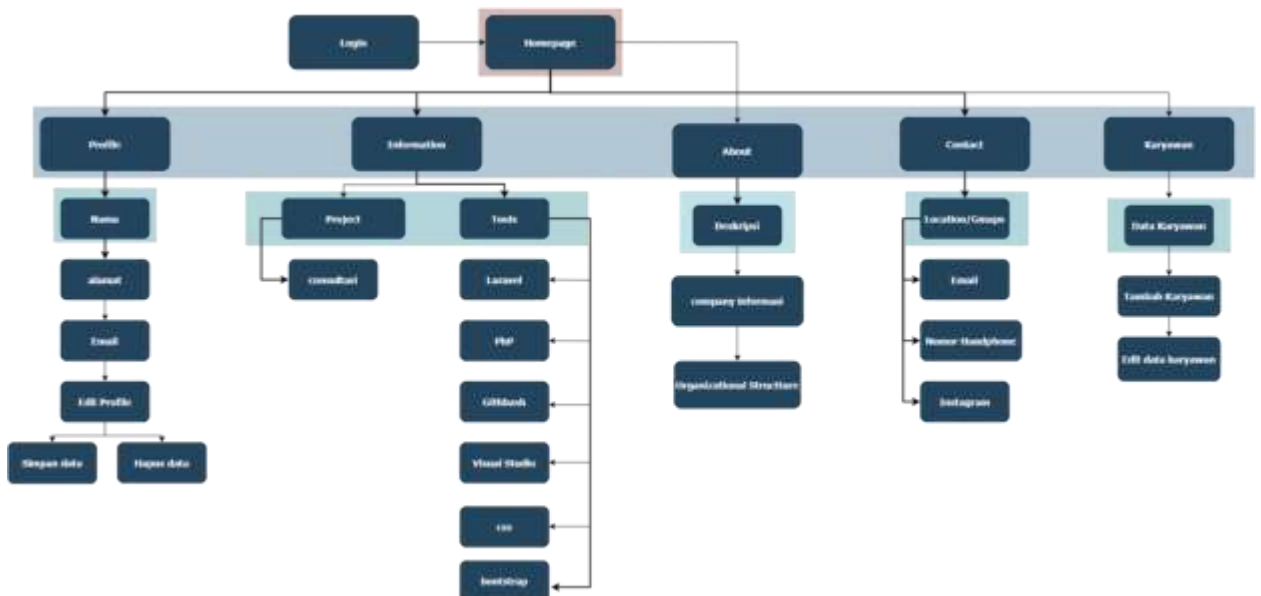 Login
Homepage
Profile
Information
About
Contact
Karyawan
Nama
Project
Tools
Deskripsi
Location/Gmaps
Data Karyawan
alamat
consultasi
Laravel
company informasi
Email
Tambah Karyawan
Email
PhP
Nomor Handphone
Edit data karyawan
Edit Profile
Organizational Structure
Instagram
Simpan data
Hapus data
Visual Studio
css
bootstrap